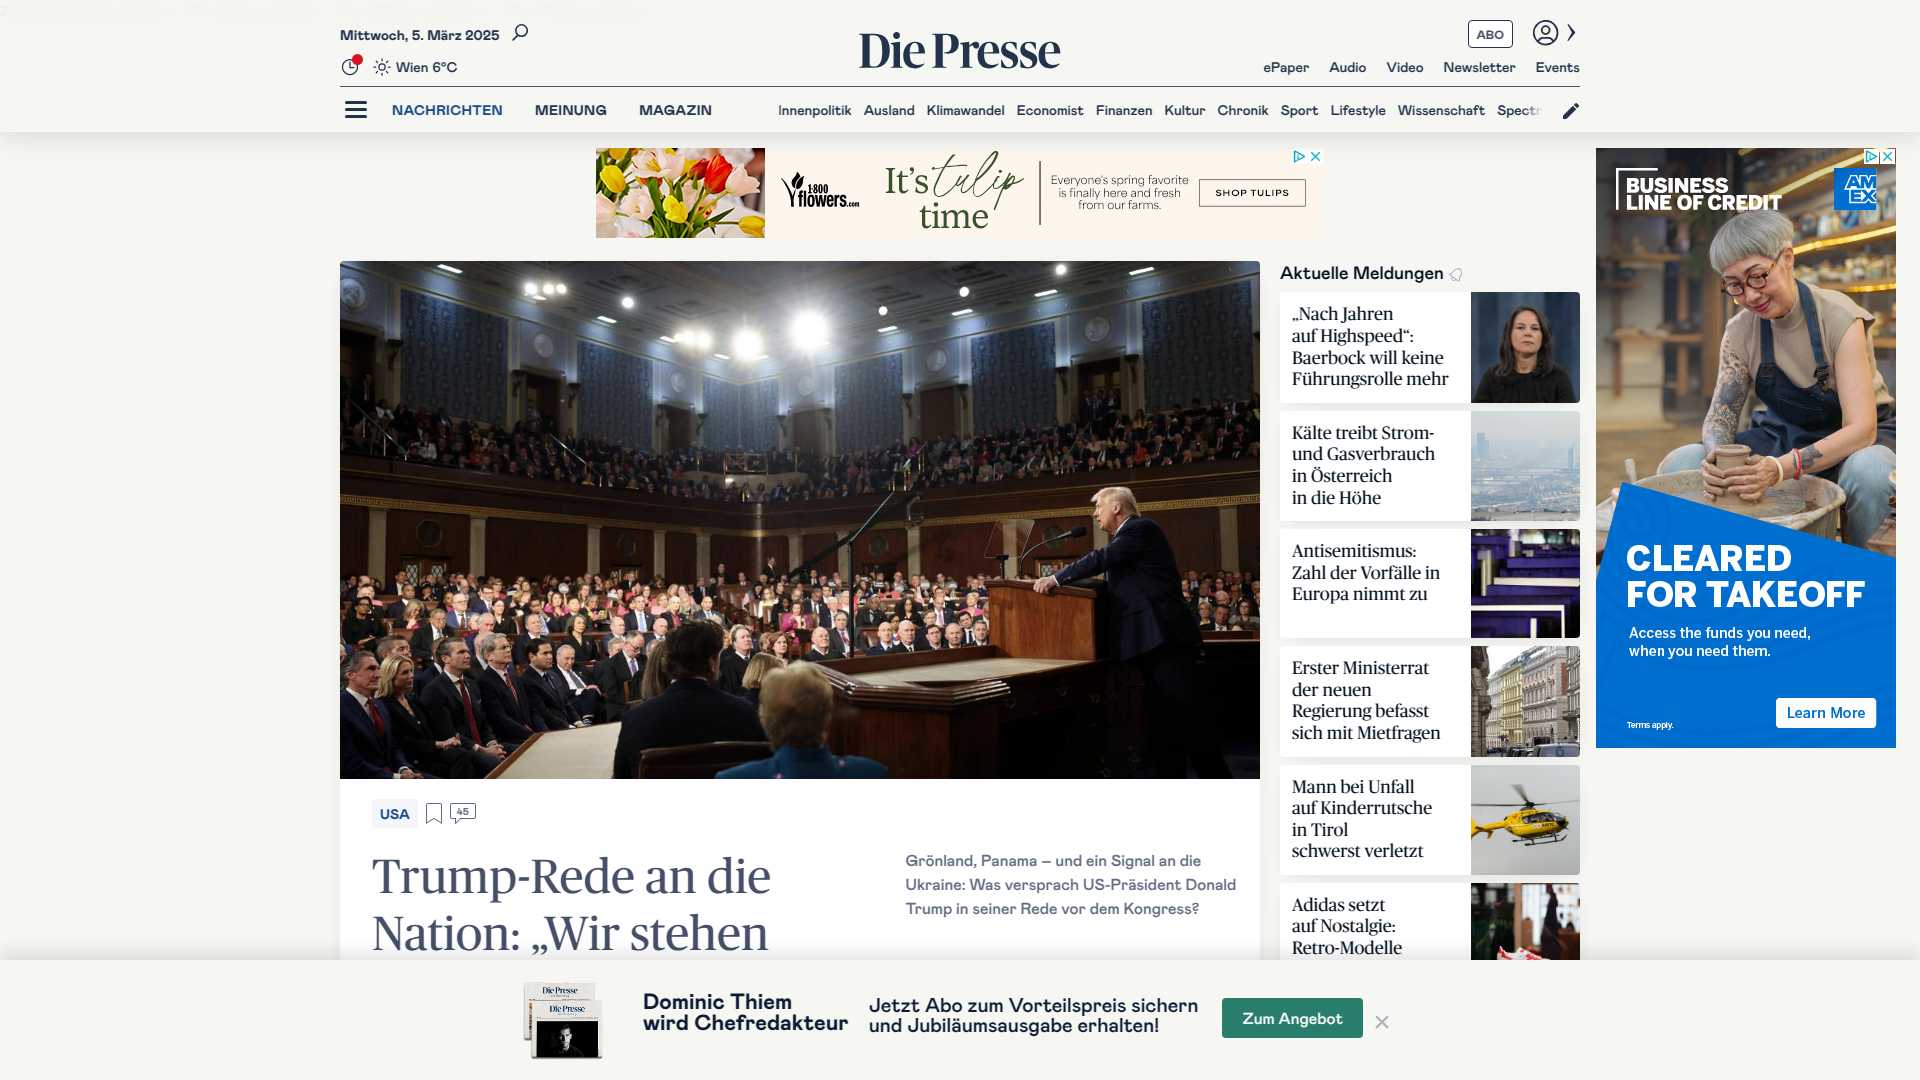 Mittwoch, 5. März 2025
Wien 6°C
Die Presse
ABO
ePaper Audio Video Newsletter Events
NACHRICHTEN MEINUNG MAGAZIN
Innenpolitik Ausland Klimawandel Economist Finanzen Kultur Chronik Sport Lifestyle Wissenschaft Spectr
1-800
flowers.com
It's tulip
time
Everyone's spring favorite
is finally here and fresh
from our farms.
SHOP TULIPS
USA
45
Trump-Rede an die
Nation: „Wir stehen
Grönland, Panama – und ein Signal an die
Ukraine: Was versprach US-Präsident Donald
Trump in seiner Rede vor dem Kongress?
Aktuelle Meldungen
„Nach Jahren
auf Highspeed“:
Baerbock will keine
Führungsrolle mehr
Kälte treibt Strom-
und Gasverbrauch
in Österreich
in die Höhe
Antisemitismus:
Zahl der Vorfälle in
Europa nimmt zu
Erster Ministerrat
der neuen
Regierung befasst
sich mit Mietfragen
Mann bei Unfall
auf Kinderrutsche
in Tirol
schwerst verletzt
Adidas setzt
auf Nostalgie:
Retro-Modelle
BUSINESS
LINE OF CREDIT
AM
EX
CLEARED
FOR TAKEOFF
Access the funds you need,
when you need them.
Learn More
Terms apply.
Die Presse
Die Presse
Dominic Thiem
wird Chefredakteur
Jetzt Abo zum Vorteilspreis sichern
und Jubiläumsausgabe erhalten!
Zum Angebot